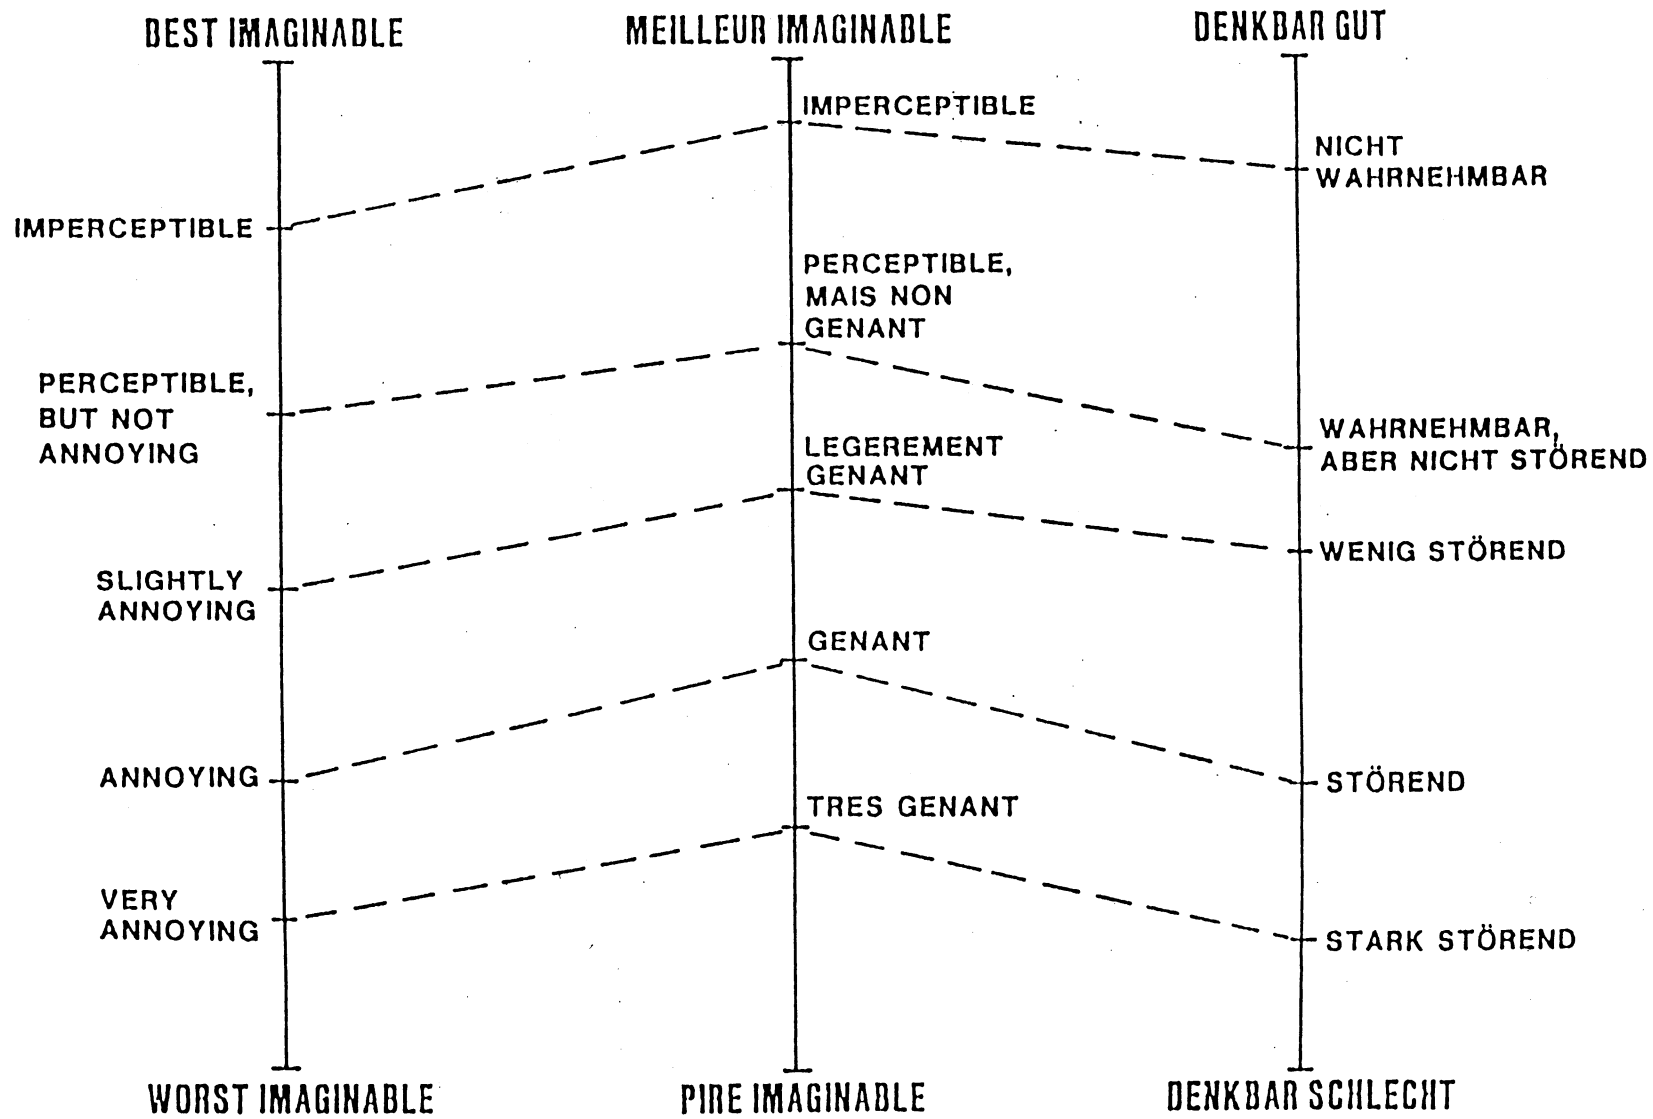 BEST IMAGINABLE
IMPERCEPTIBLE
PERCEPTIBLE,
BUT NOT
ANNOYING
SLIGHTLY
ANNOYING
ANNOYING
VERY
ANNOYING
WORST IMAGINABLE
MEILLEUR IMAGINABLE
IMPERCEPTIBLE
PERCEPTIBLE,
MAIS NON
GENANT
LEGEREMENT
GENANT
GENANT
TRES GENANT
PIRE IMAGINABLE
DENKBAR GUT
NICHT
WAHRNEHMBAR
WAHRNEHMBAR,
ABER NICHT STÖREND
WENIG STÖREND
STÖREND
STARK STÖREND
DENKBAR SCHLECHT